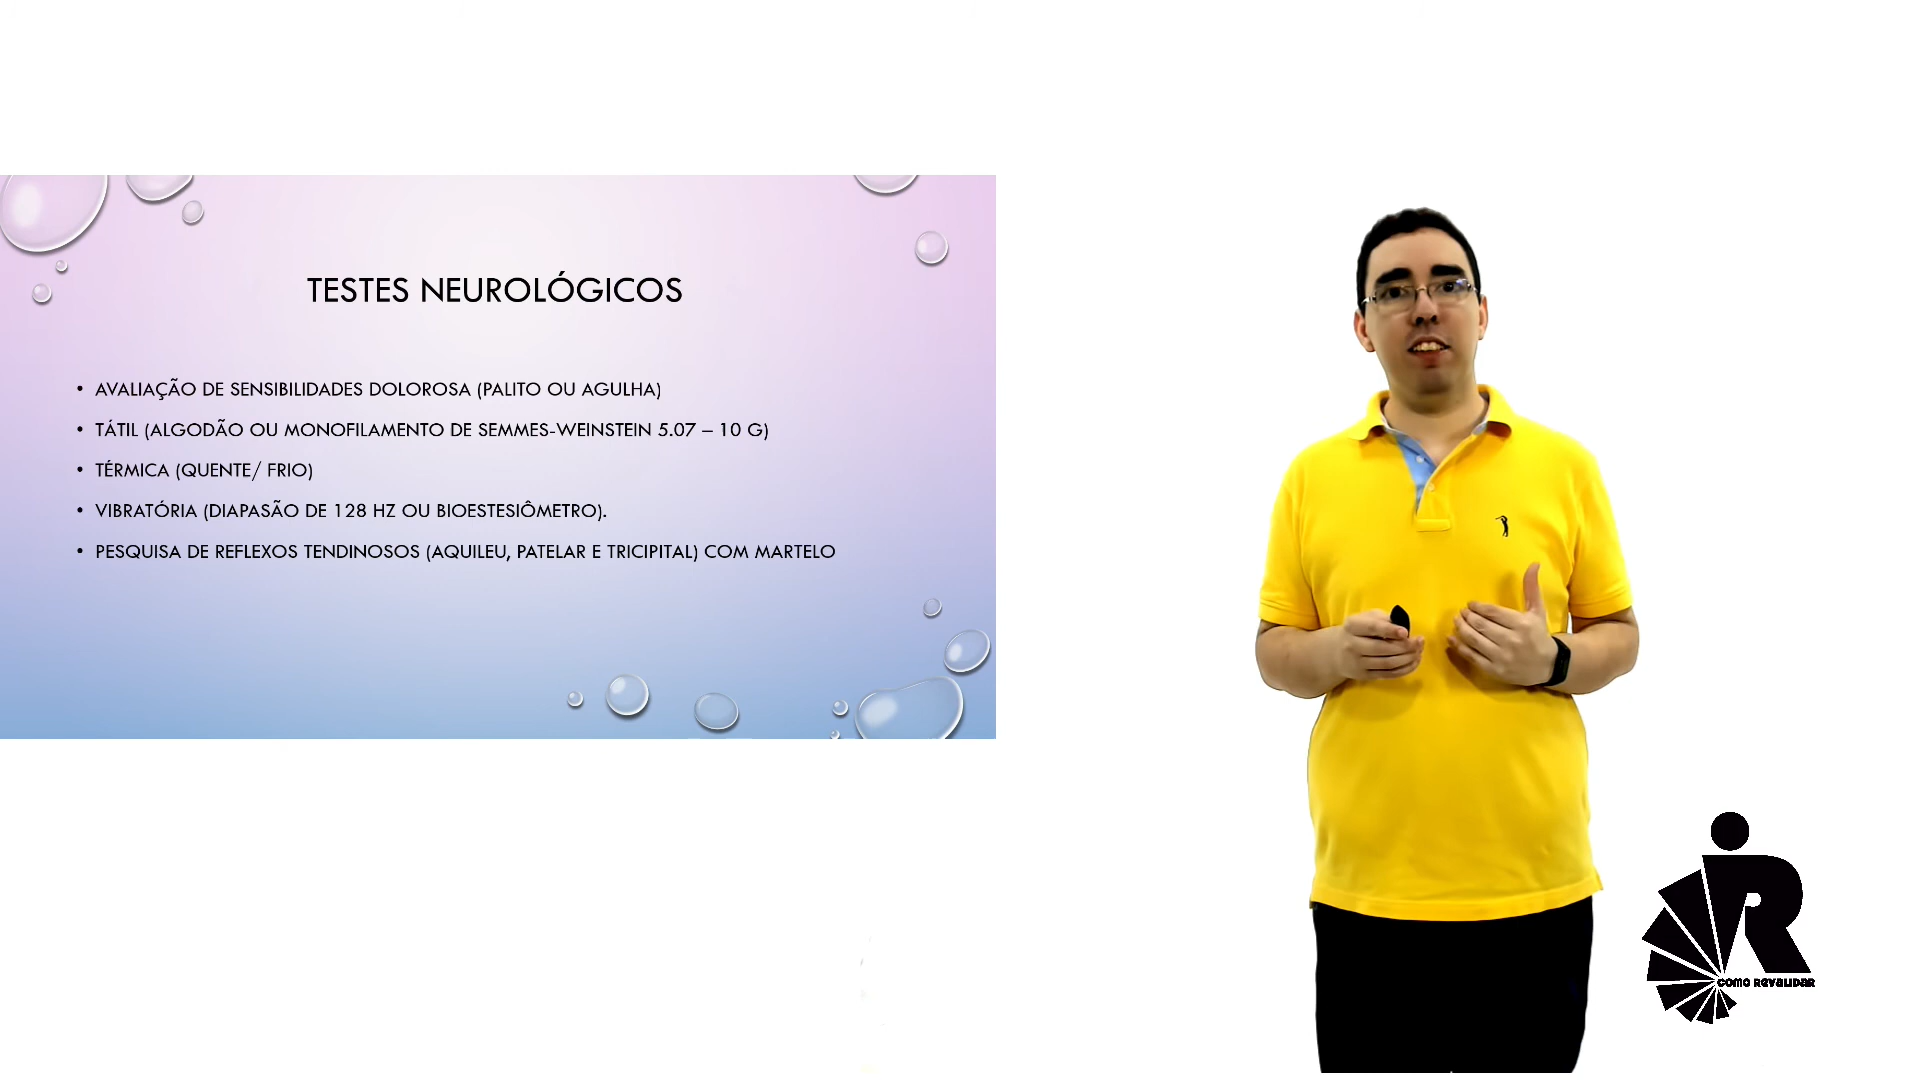 TESTES NEUROLÓGICOS
• AVALIAÇÃO DE SENSIBILIDADES DOLOROSA (PALITO OU AGULHA)
• TÁTIL (ALGODÃO OU MONOFILAMENTO DE SEMMES-WEINSTEIN 5.07 – 10 G)
• TÉRMICA (QUENTE/ FRIO)
• VIBRATÓRIA (DIAPASÃO DE 128 HZ OU BIOESTESIÔMETRO).
• PESQUISA DE REFLEXOS TENDINOSOS (AQUILEU, PATELAR E TRICIPITAL) COM MARTELO
R
COMO REVALIDAR